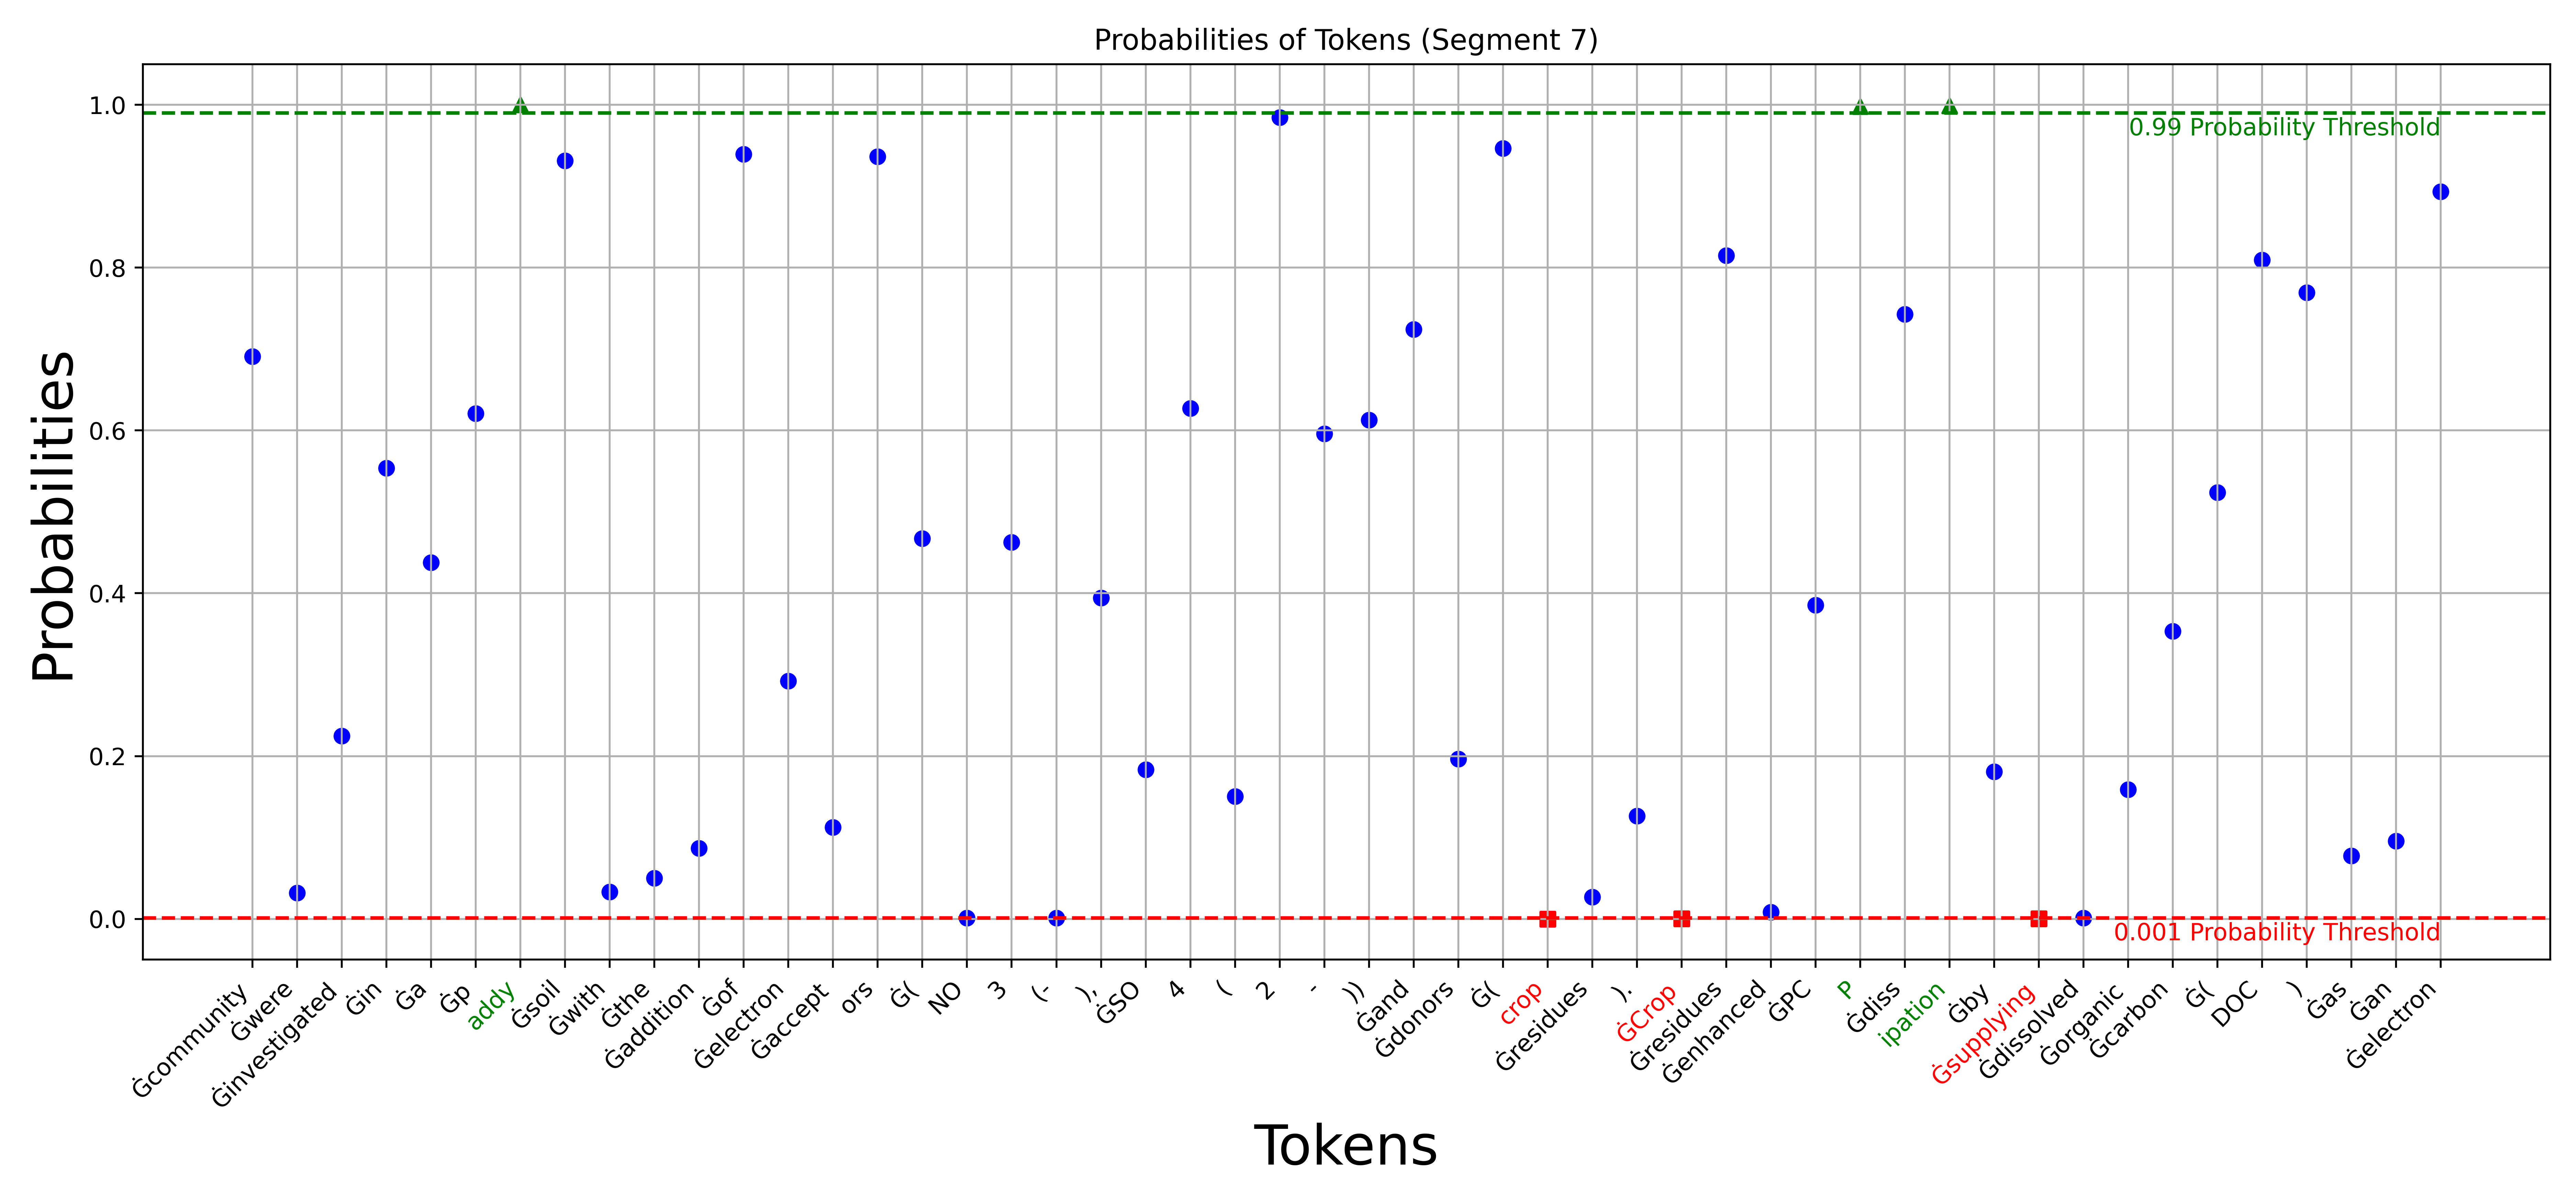 Probabilities of Tokens (Segment 7)
Probabilities
1.0
0.8
0.6
0.4
0.2
0.0
0.99 Probability Threshold
0.001 Probability Threshold
Ġcommunity
Ġwere
Ġinvestigated
Ġin
Ġa
Ġp
addy
Ġsoil
Ġwith
Ġthe
Ġaddition
Ġof
Ġelectron
Ġaccept
ors
Ġ(
NO
3
(-
),
ĠSO
4
(
2
-
))
Ġand
Ġdonors
Ġ(
crop
Ġresidues
).
ĠCrop
Ġresidues
Ġenhanced
ĠPC
P
Ġdiss
ipation
Ġby
Ġsupplying
Ġdissolved
Ġorganic
Ġcarbon
Ġ(
DOC
)
Ġas
Ġan
Ġelectron
Tokens